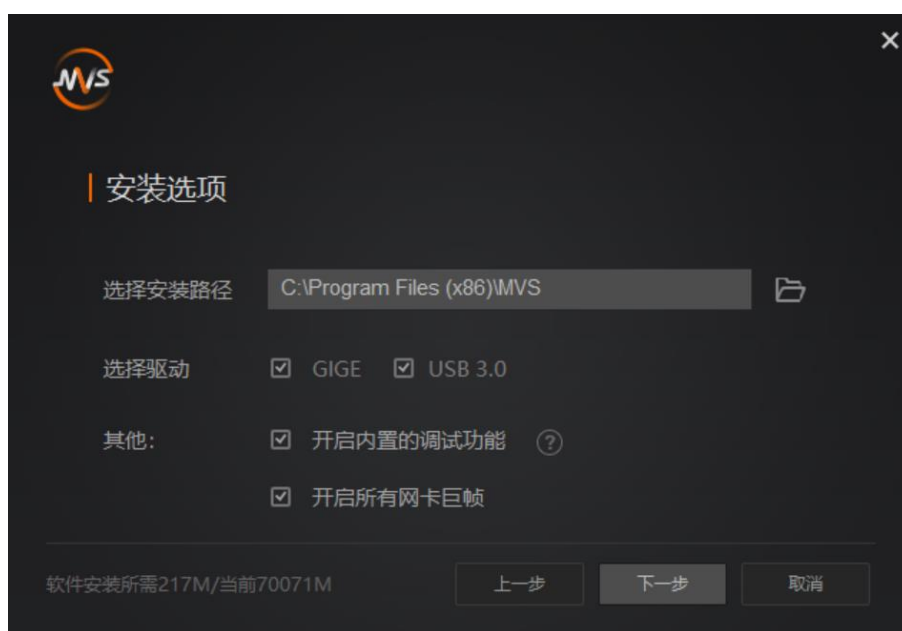 MVS
安装选项
选择安装路径 C:\Program Files (x86)\MVS
选择驱动 GIGE USB 3.0
其他: 开启内置的调试功能 ?
开启所有网卡巨帧
软件安装所需217M/当前70071M 上一步 下一步 取消